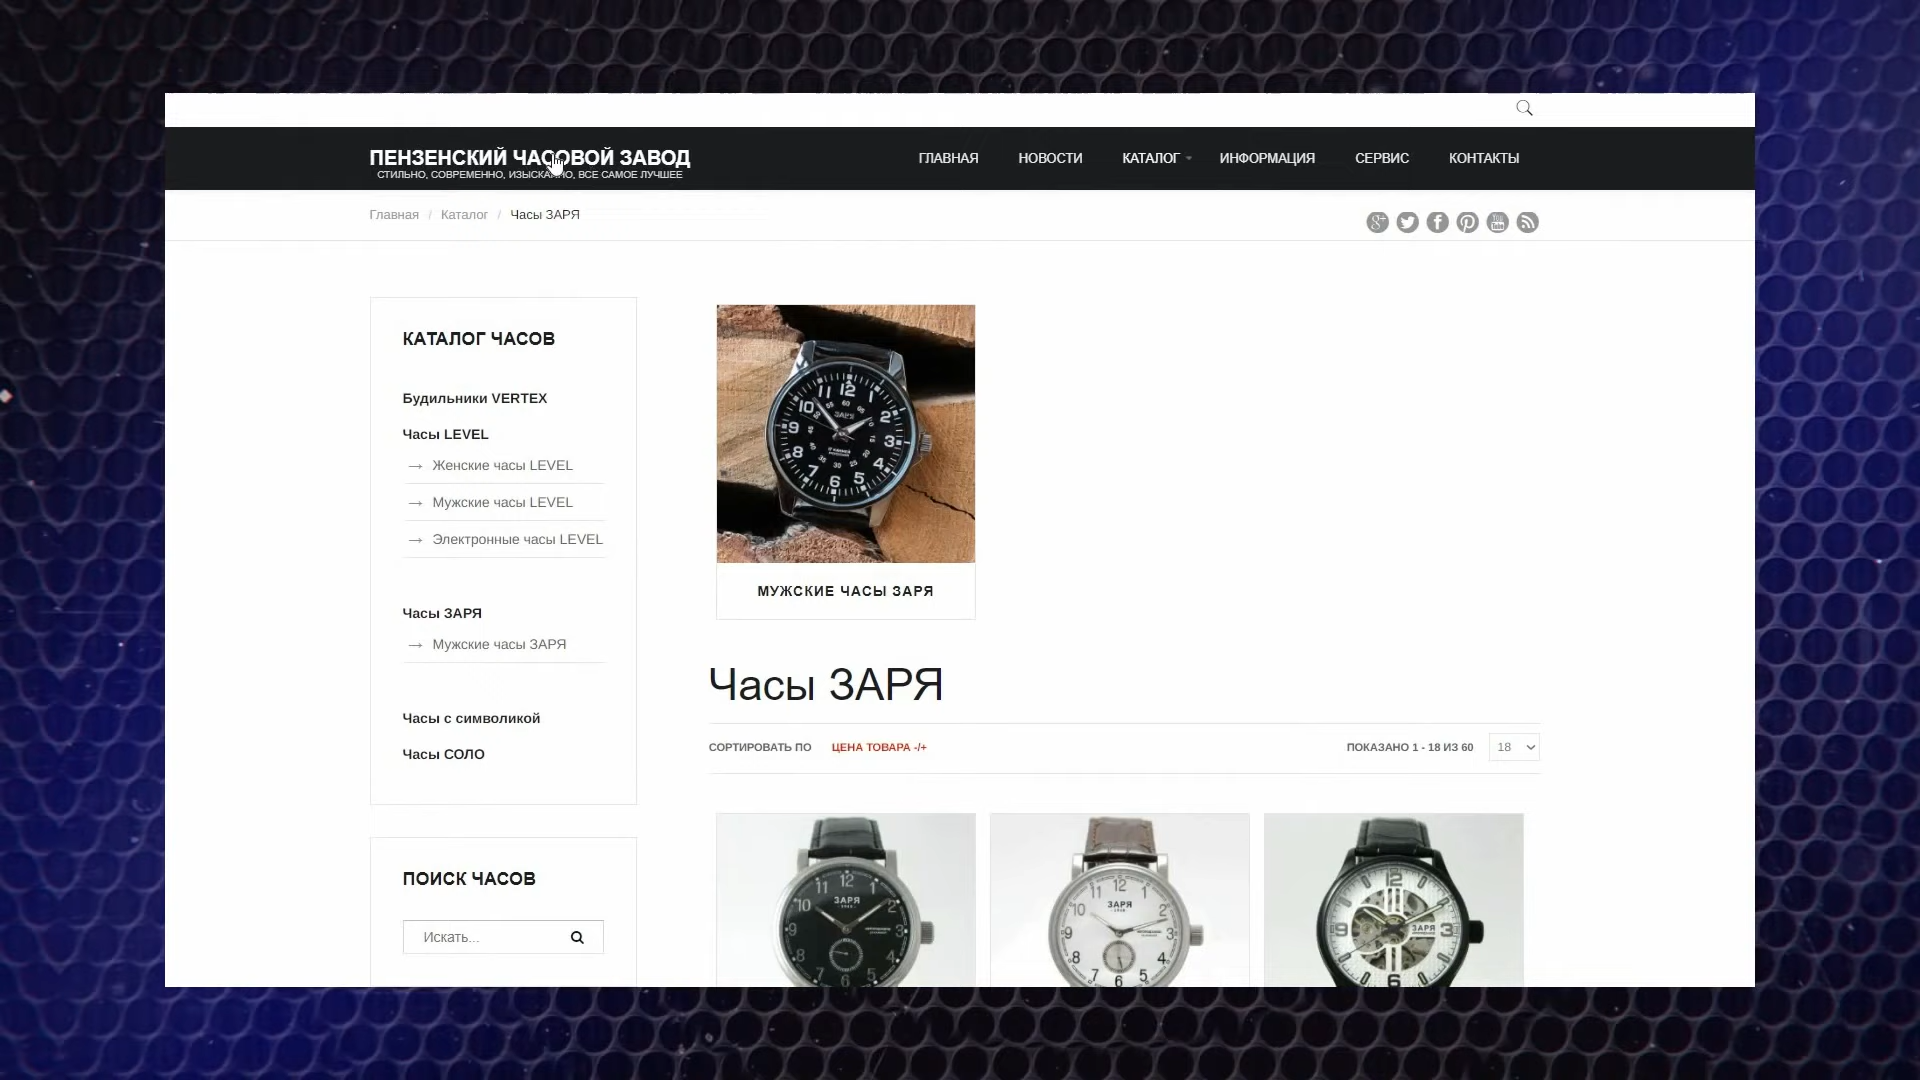 ПЕНЗЕНСКИЙ ЧАСОВОЙ ЗАВОД
СТИЛЬНО, СОВРЕМЕННО, ИЗЫСКАННО, ВСЕ САМОЕ ЛУЧШЕЕ
ГЛАВНАЯ НОВОСТИ КАТАЛОГ ИНФОРМАЦИЯ СЕРВИС КОНТАКТЫ
Главная / Каталог / Часы ЗАРЯ
КАТАЛОГ ЧАСОВ
Будильники VERTEX
Часы LEVEL
→ Женские часы LEVEL
→ Мужские часы LEVEL
→ Электронные часы LEVEL
Часы ЗАРЯ
→ Мужские часы ЗАРЯ
Часы с символикой
Часы СОЛО
ПОИСК ЧАСОВ
Искать...
МУЖСКИЕ ЧАСЫ ЗАРЯ
Часы ЗАРЯ
СОРТИРОВАТЬ ПО ЦЕНА ТОВАРА -/+
ПОКАЗАНО 1 - 18 ИЗ 60 18
ЗАРЯ
ЗАРЯ
ЗАРЯ